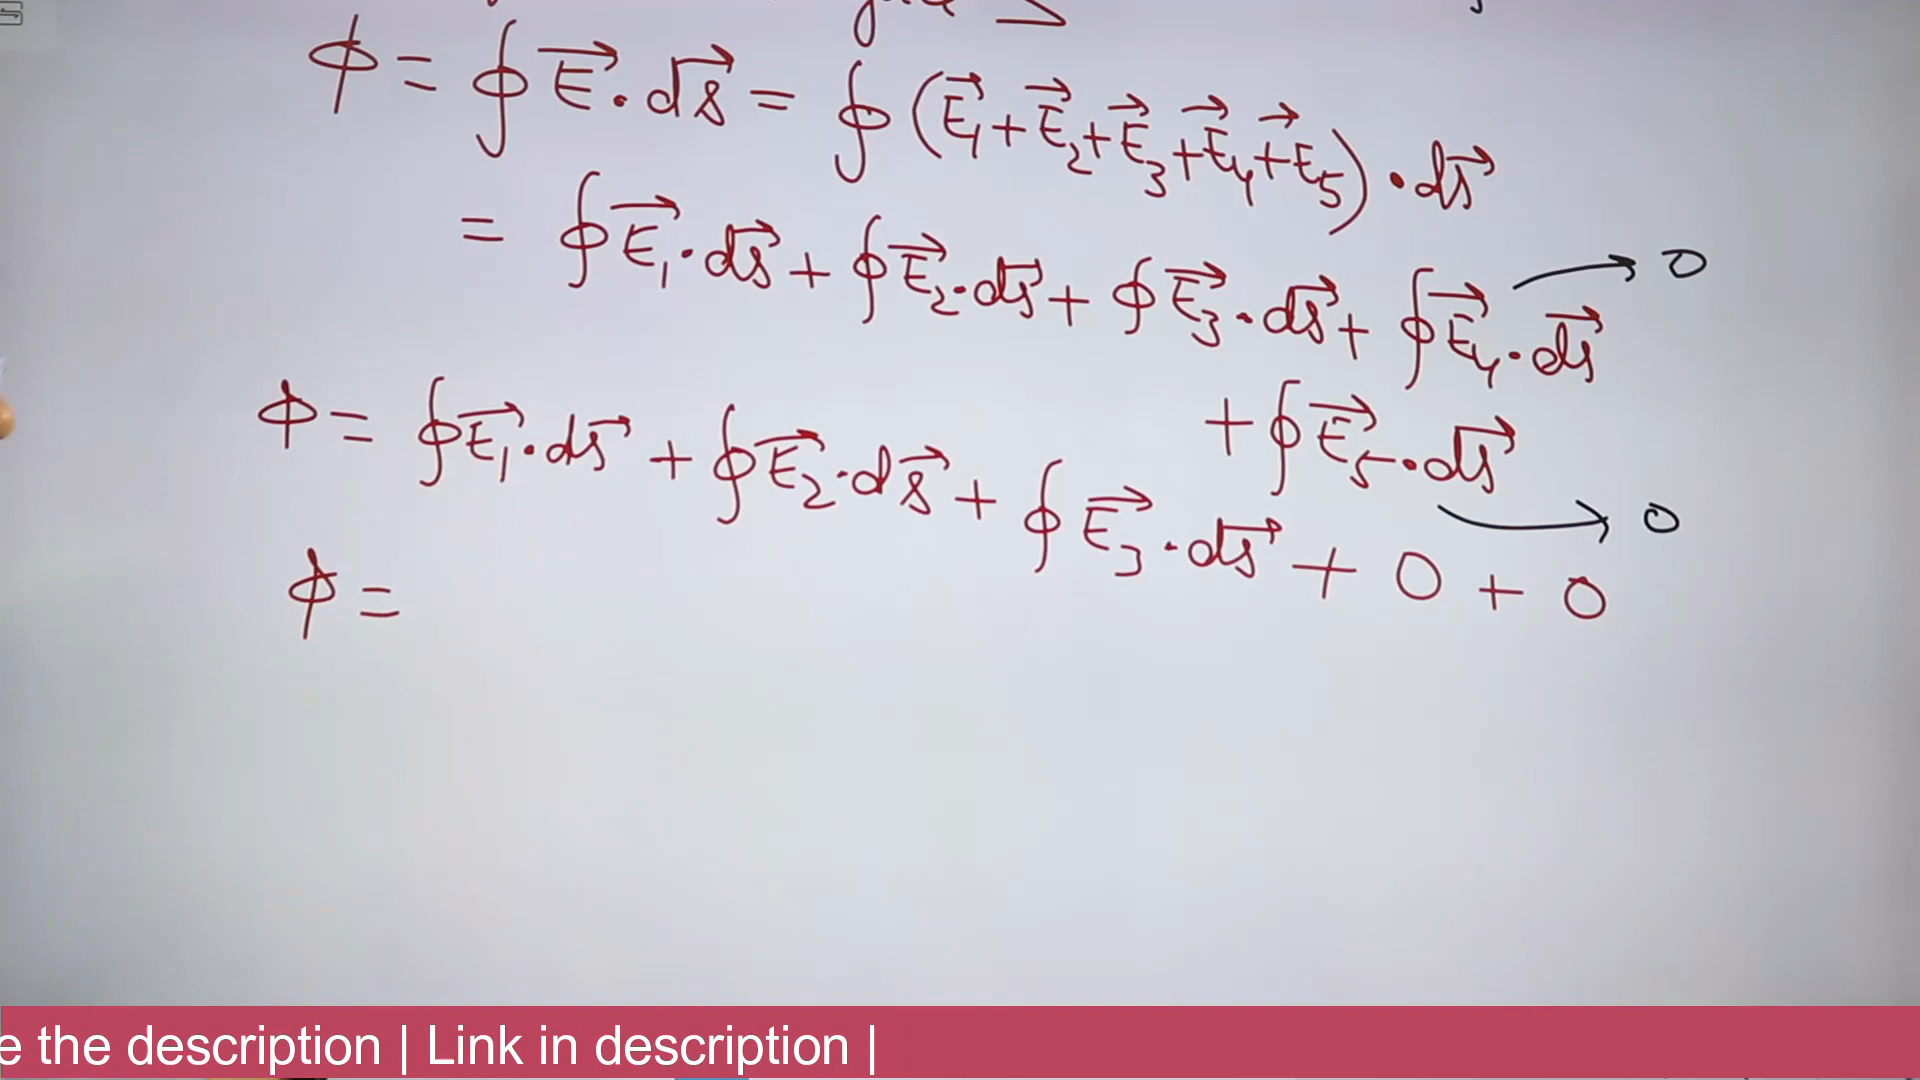 ϕ = ∮ E⃗ · ds⃗ = ∮ (E⃗₁ + E⃗₂ + E⃗₃ + E⃗₄ + E⃗₅) · ds⃗
= ∮ E⃗₁ · ds⃗ + ∮ E⃗₂ · ds⃗ + ∮ E⃗₃ · ds⃗ + ∮ E⃗₄ · ds⃗ → 0
+ ∮ E⃗₅ · ds⃗ → 0
ϕ = ∮ E⃗₁ · ds⃗ + ∮ E⃗₂ · ds⃗ + ∮ E⃗₃ · ds⃗ + 0 + 0
ϕ =
the description | Link in description |